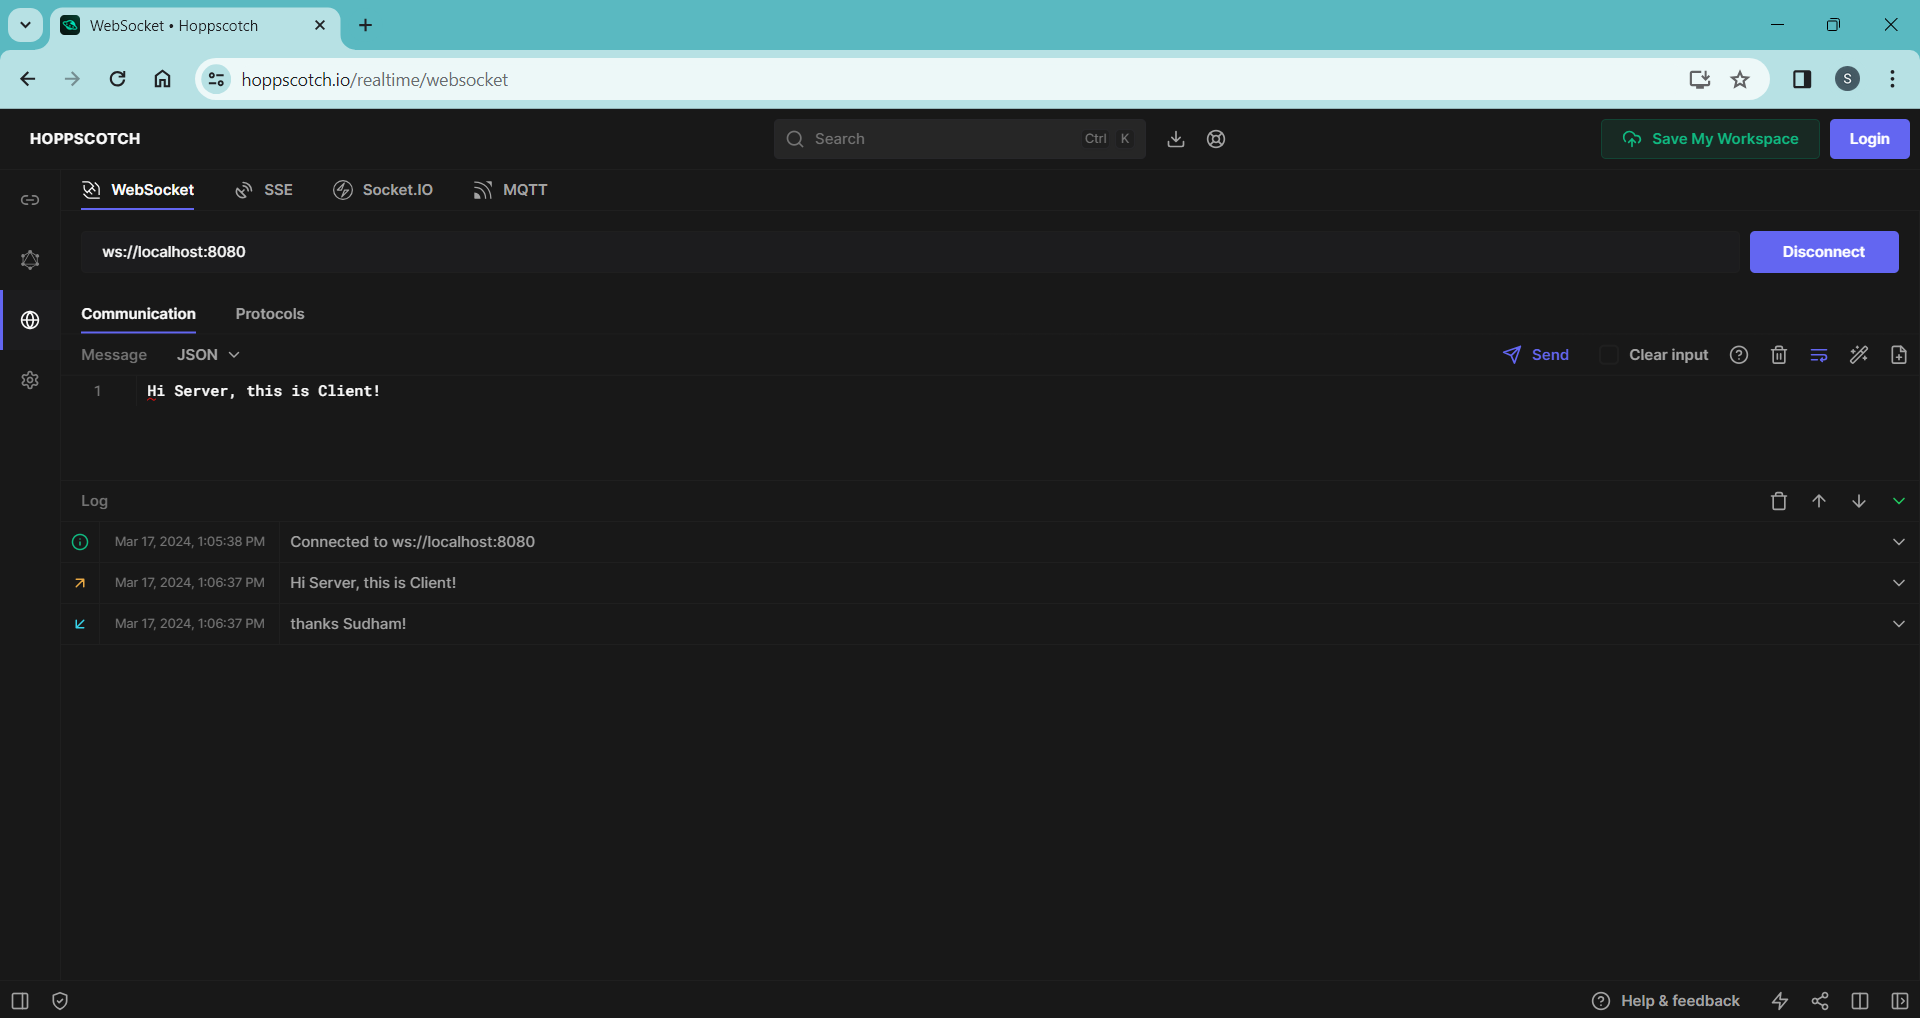 WebSocket • Hoppscotch
hoppscotch.io/realtime/websocket
S
HOPPSCOTCH
Search
Ctrl K
Save My Workspace
Login
WebSocket
SSE
Socket.IO
MQTT
ws://localhost:8080
Disconnect
Communication
Protocols
Message JSON
Send
Clear input
1 Hi Server, this is Client!
Log
Mar 17, 2024, 1:05:38 PM Connected to ws://localhost:8080
Mar 17, 2024, 1:06:37 PM Hi Server, this is Client!
Mar 17, 2024, 1:06:37 PM thanks Sudham!
Help & feedback